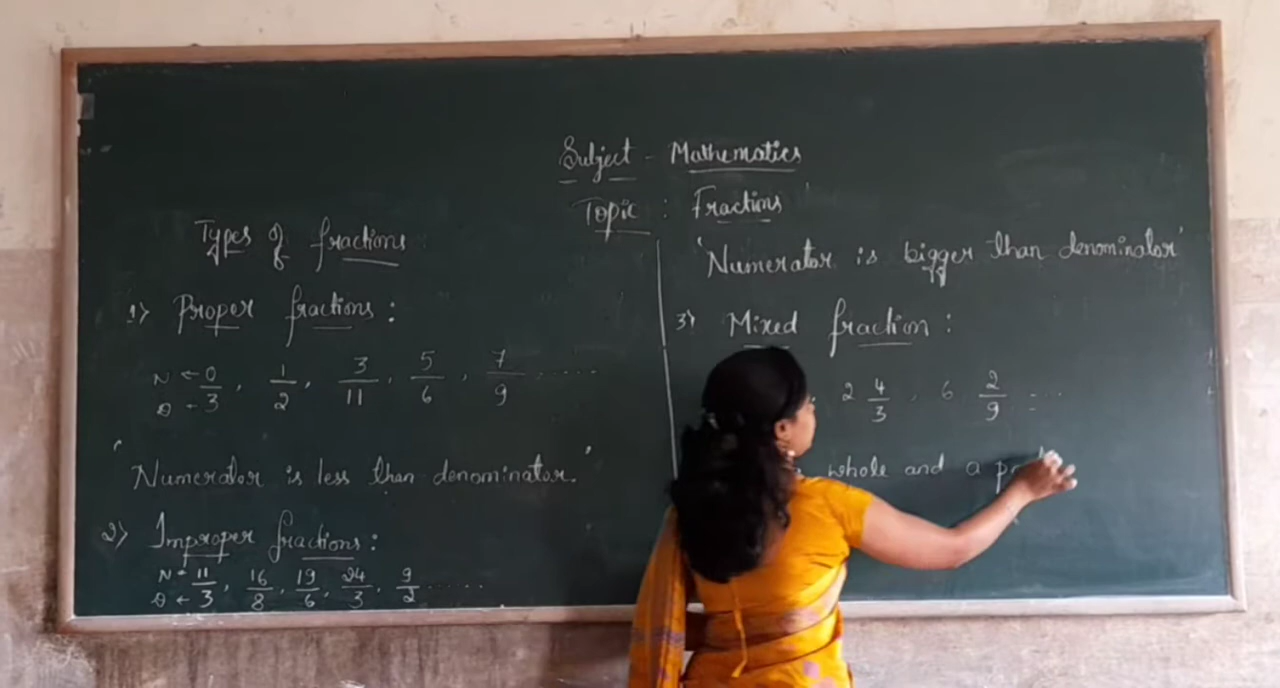 Subject - Mathematics
Topic : Fractions
Types of fractions
1) Proper fractions :
N ← 0/3, 1/2, 3/11, 5/6, 7/9 .....
D ←
"Numerator is less than denominator."
2) Improper fractions :
N ← 11/3, 16/8, 19/6, 24/3, 9/2 ......
D ←
'Numerator is bigger than denominator'
3) Mixed fraction :
, 2 4/3, 6 2/9 ....
whole and a